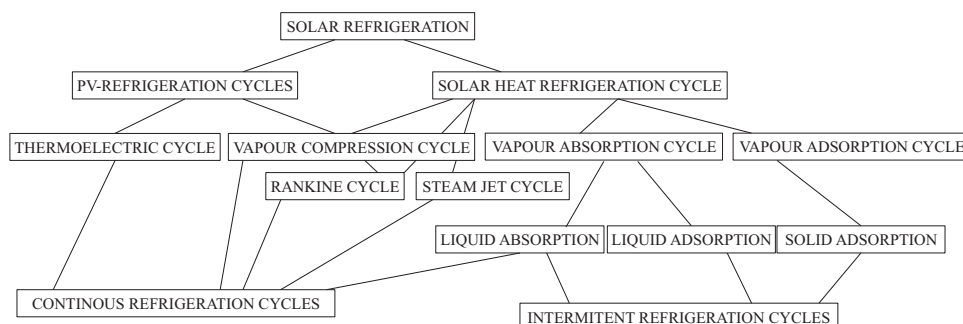 SOLAR REFRIGERATION
PV-REFRIGERATION CYCLES
SOLAR HEAT REFRIGERATION CYCLE
THERMOELECTRIC CYCLE
VAPOUR COMPRESSION CYCLE
VAPOUR ABSORPTION CYCLE
VAPOUR ADSORPTION CYCLE
RANKINE CYCLE
STEAM JET CYCLE
LIQUID ABSORPTION
LIQUID ADSORPTION
SOLID ADSORPTION
CONTINOUS REFRIGERATION CYCLES
INTERMITENT REFRIGERATION CYCLES